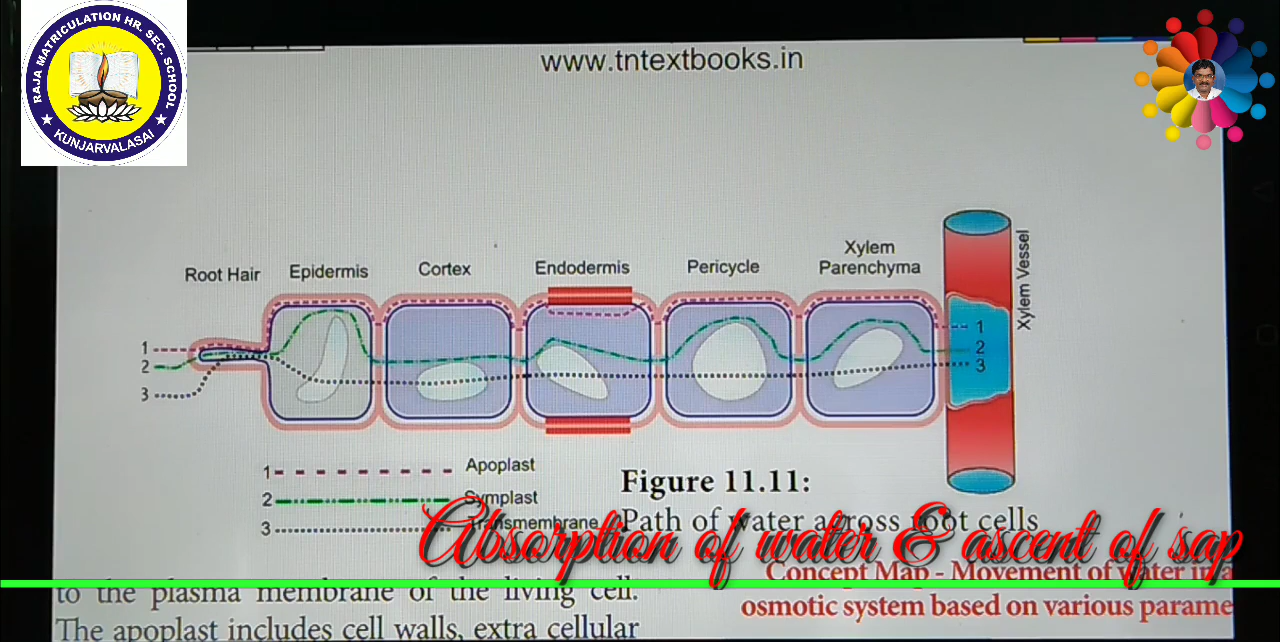 RAJA MATRICULATION HR. SEC. SCHOOL
KUNJARVALASAI
www.tntextbooks.in
Root Hair
Epidermis
Cortex
Endodermis
Pericycle
Xylem
Parenchyma
Xylem Vessel
1
2
3
1
2
3
1 Apoplast
2 Symplast
3 Transmembrane
Figure 11.11:
Path of water across root cells
Absorption of water & ascent of sap
Concept Map - Movement of water in a
osmotic system based on various parame
to the plasma membrane of the living cell.
The apoplast includes cell walls, extra cellular